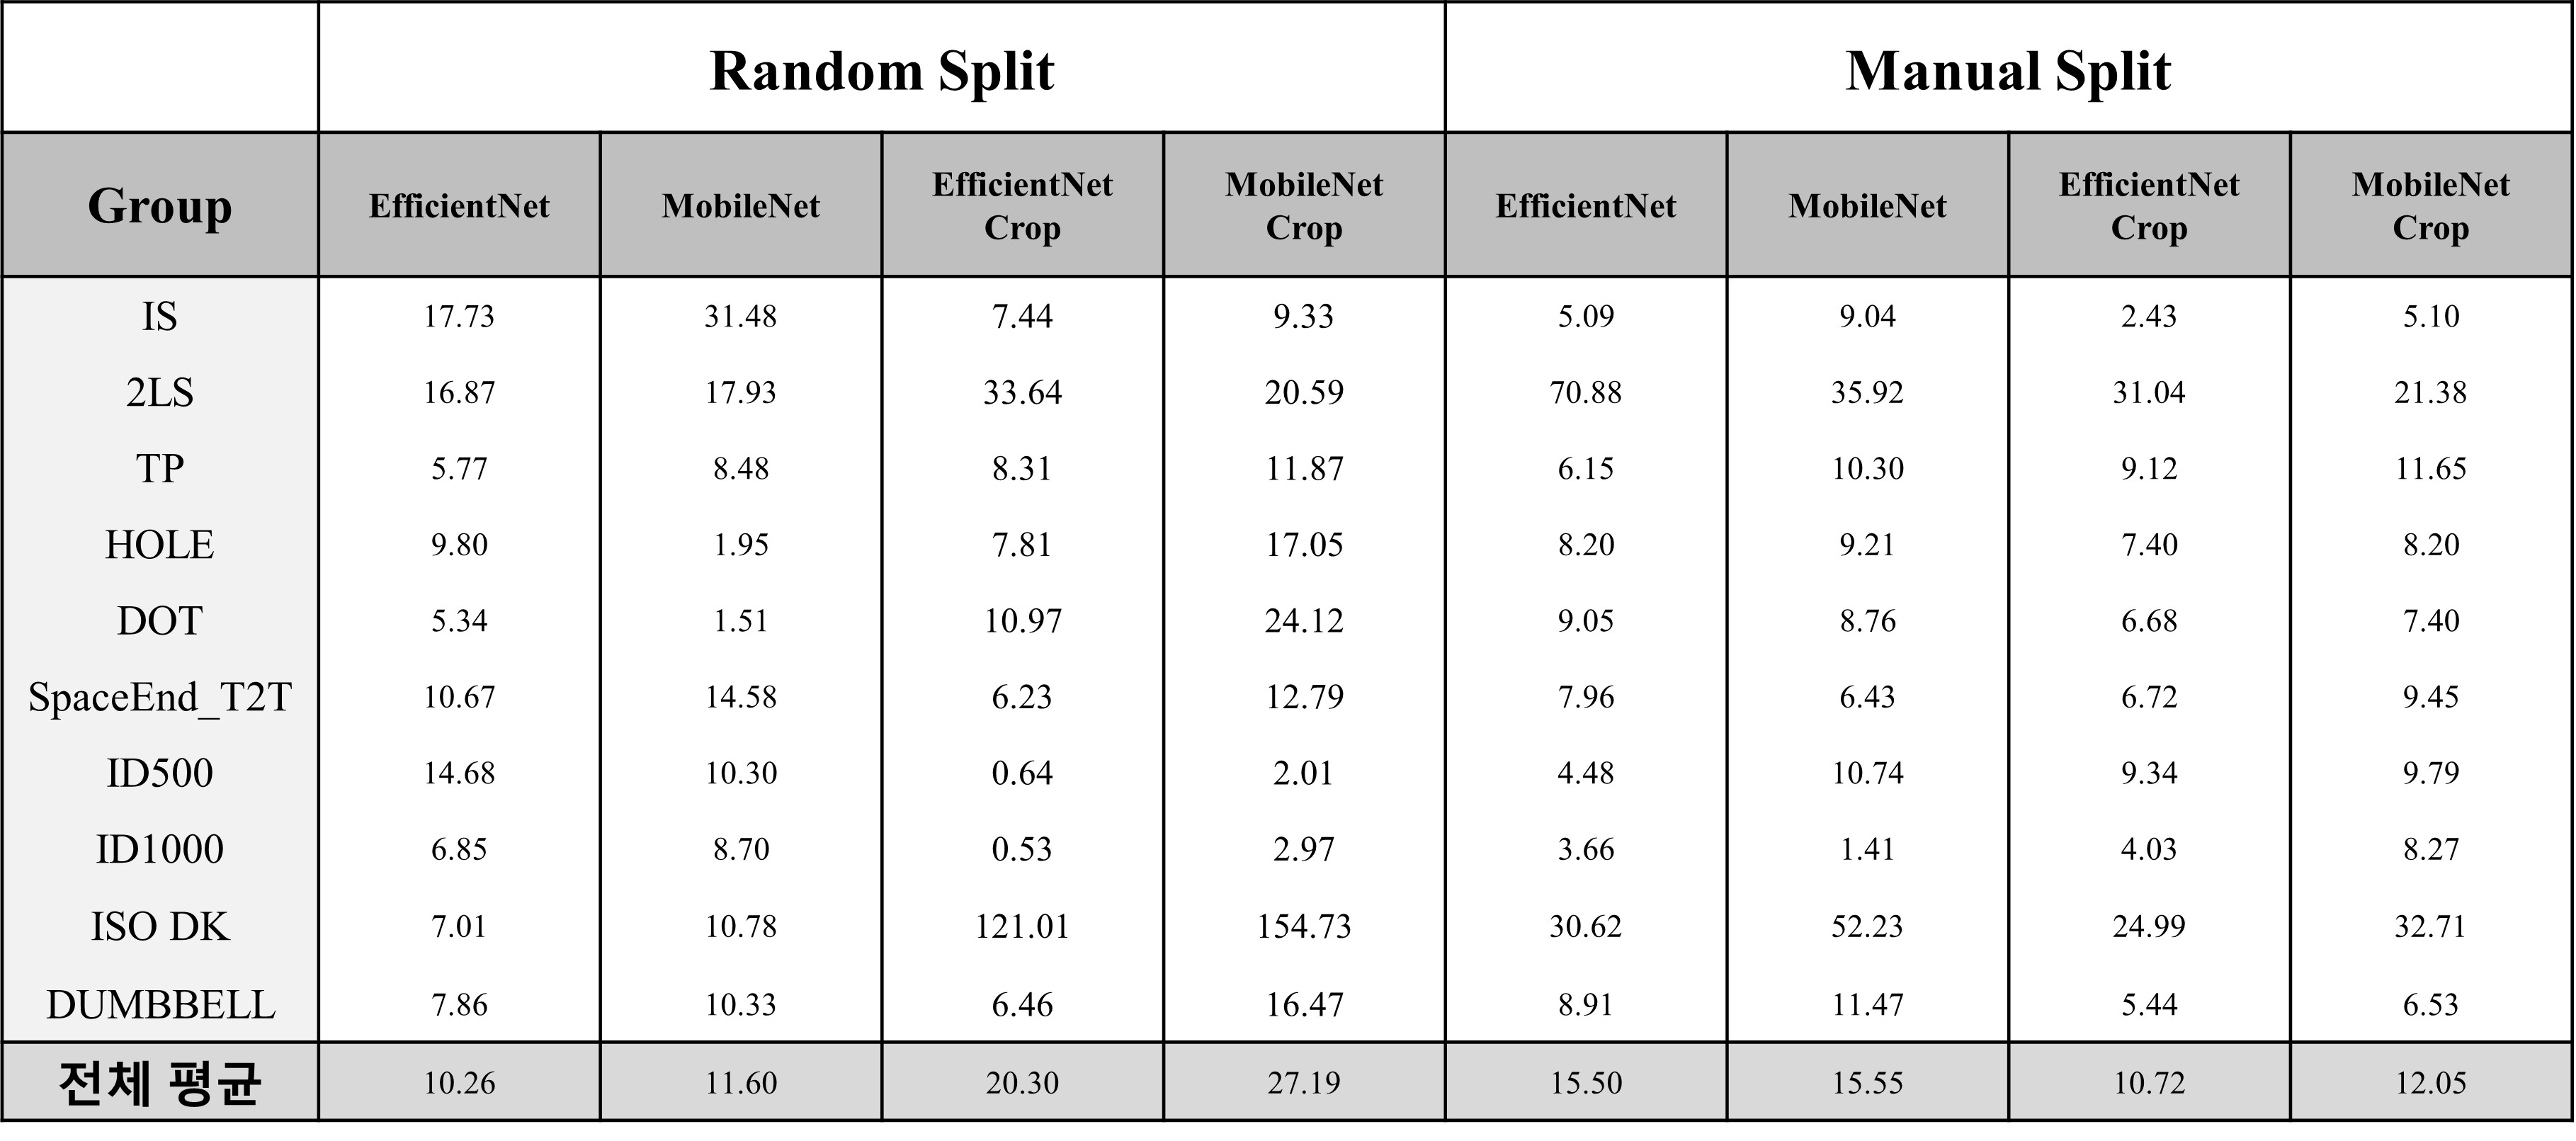 Random Split Manual Split
Group EfficientNet MobileNet EfficientNet Crop MobileNet Crop EfficientNet MobileNet EfficientNet Crop MobileNet Crop
IS 17.73 31.48 7.44 9.33 5.09 9.04 2.43 5.10
2LS 16.87 17.93 33.64 20.59 70.88 35.92 31.04 21.38
TP 5.77 8.48 8.31 11.87 6.15 10.30 9.12 11.65
HOLE 9.80 1.95 7.81 17.05 8.20 9.21 7.40 8.20
DOT 5.34 1.51 10.97 24.12 9.05 8.76 6.68 7.40
SpaceEnd_T2T 10.67 14.58 6.23 12.79 7.96 6.43 6.72 9.45
ID500 14.68 10.30 0.64 2.01 4.48 10.74 9.34 9.79
ID1000 6.85 8.70 0.53 2.97 3.66 1.41 4.03 8.27
ISO DK 7.01 10.78 121.01 154.73 30.62 52.23 24.99 32.71
DUMBBELL 7.86 10.33 6.46 16.47 8.91 11.47 5.44 6.53
전체 평균 10.26 11.60 20.30 27.19 15.50 15.55 10.72 12.05